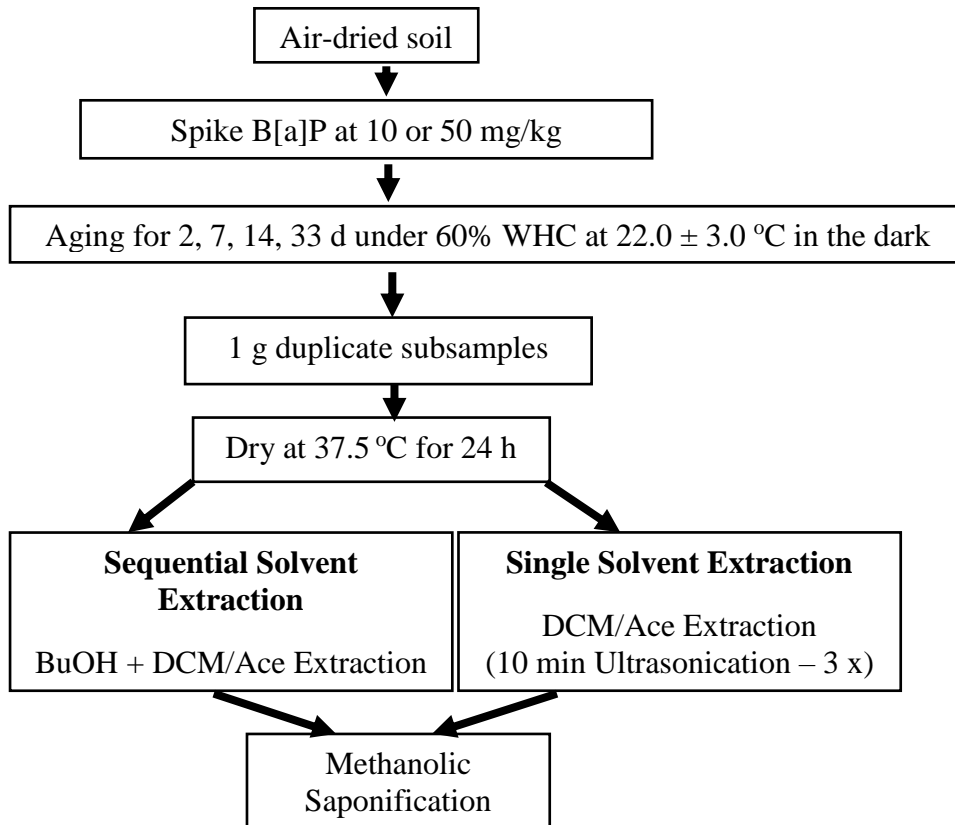 Air-dried soil
Spike B[a]P at 10 or 50 mg/kg
Aging for 2, 7, 14, 33 d under 60% WHC at 22.0 ± 3.0 ºC in the dark
1 g duplicate subsamples
Dry at 37.5 ºC for 24 h
Sequential Solvent
Extraction
BuOH + DCM/Ace Extraction
Single Solvent Extraction
DCM/Ace Extraction
(10 min Ultrasonication – 3 x)
Methanolic
Saponification